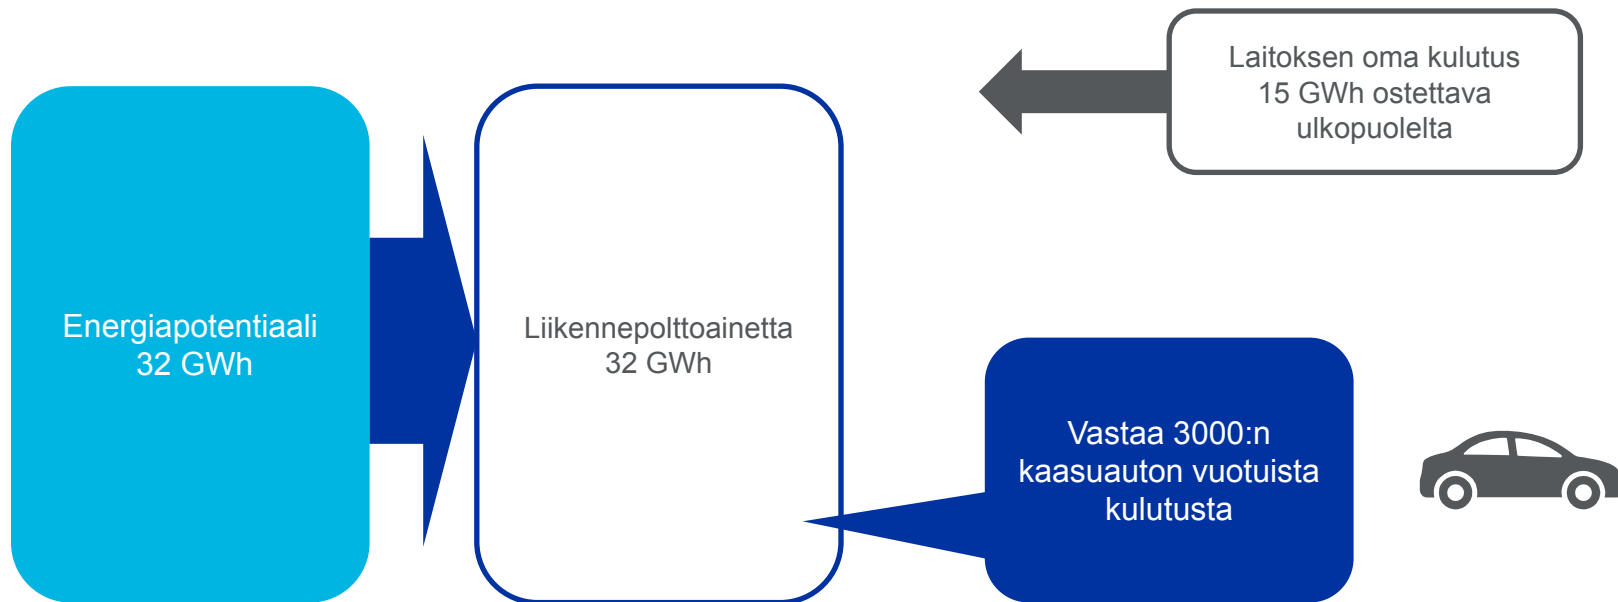 Energiapotentiaali
32 GWh
Liikennepolttoainetta
32 GWh
Laitoksen oma kulutus
15 GWh ostettava
ulkopuolelta
Vastaa 3000:n
kaasuauton vuotuista
kulutusta